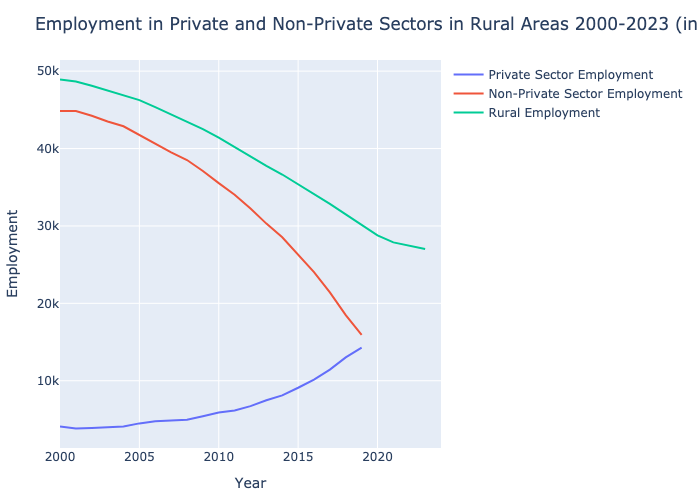 Employment in Private and Non-Private Sectors in Rural Areas 2000-2023 (in
Private Sector Employment
Non-Private Sector Employment
Rural Employment
50k
40k
30k
20k
10k
Employment
2000 2005 2010 2015 2020
Year